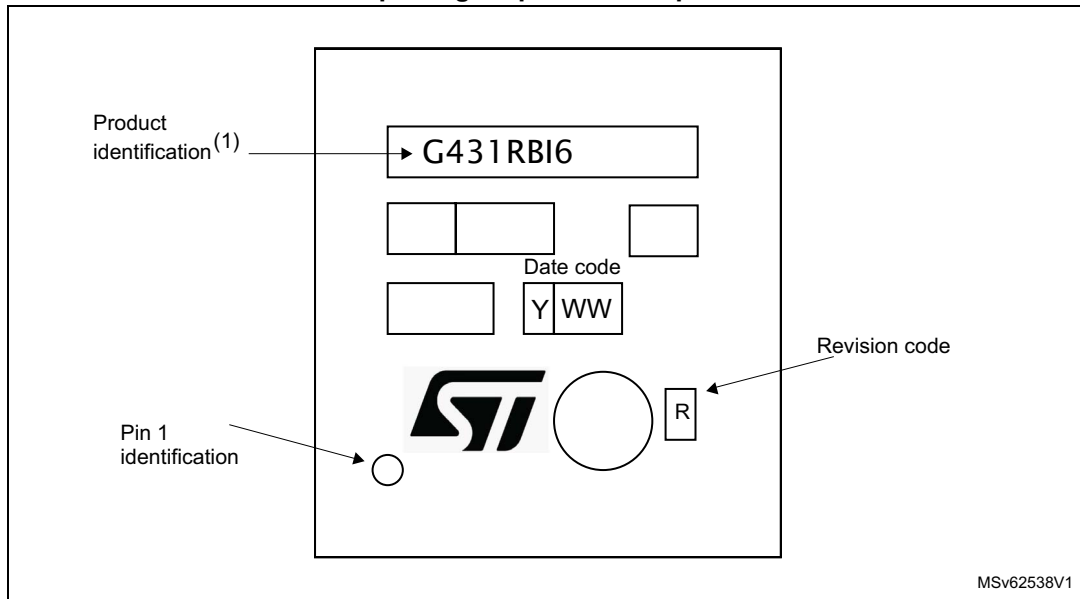 Product
identification(1)
G431RBI6
Date code
Y WW
Revision code
R
Pin 1
identification
MSv62538V1